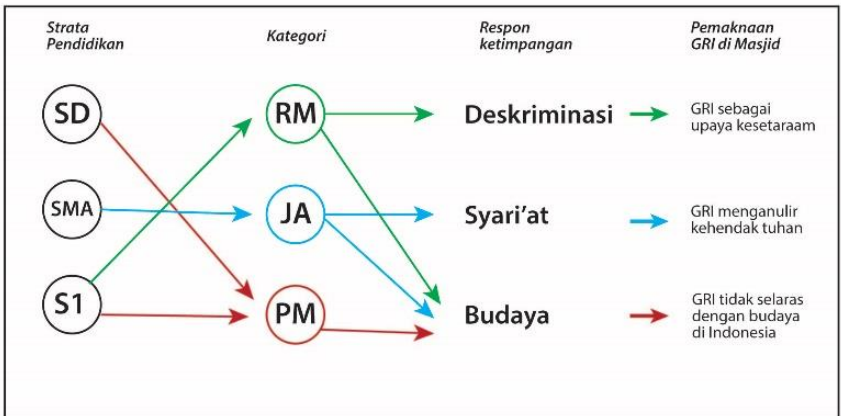 Strata
Pendidikan
Kategori
Respon
ketimpangan
Pemaknaan
GRI di Masjid
SD
RM
Deskriminasi
GRI sebagai
upaya kesetaraam
SMA
JA
Syari'at
GRI menganulir
kehendak tuhan
S1
PM
Budaya
GRI tidak selaras
dengan budaya
di Indonesia